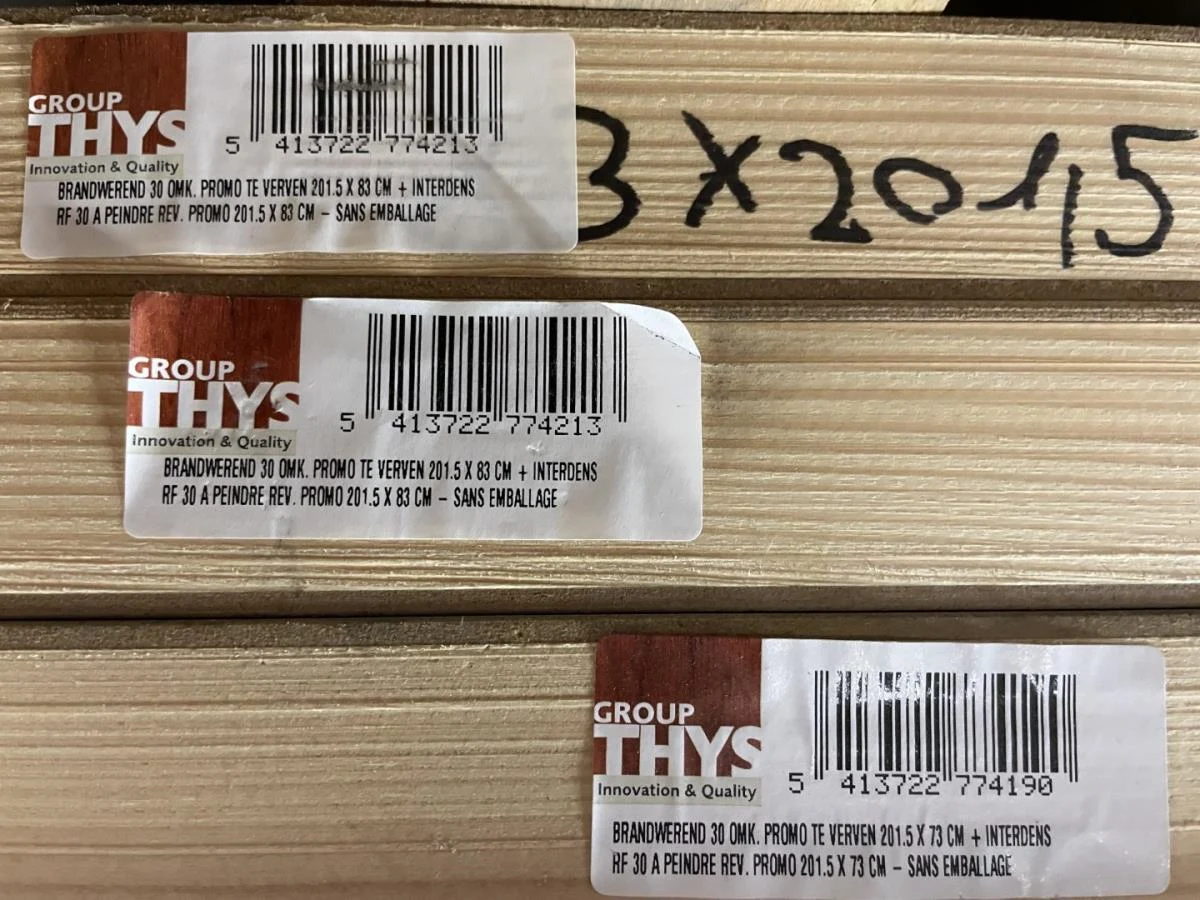 GROUP
THYS
Innovation & Quality
5 413722 774213
BRANDWEREND 30 OMK. PROMO TE VERVEN 201.5 X 83 CM + INTERDENS
RF 30 A PEINDRE REV. PROMO 201.5 X 83 CM – SANS EMBALLAGE
3 X 201,5
GROUP
THYS
Innovation & Quality
5 413722 774213
BRANDWEREND 30 OMK. PROMO TE VERVEN 201.5 X 83 CM + INTERDENS
RF 30 A PEINDRE REV. PROMO 201.5 X 83 CM – SANS EMBALLAGE
GROUP
THYS
Innovation & Quality
5 413722 774190
BRANDWEREND 30 OMK. PROMO TE VERVEN 201.5 X 73 CM + INTERDENS
RF 30 A PEINDRE REV. PROMO 201.5 X 73 CM – SANS EMBALLAGE